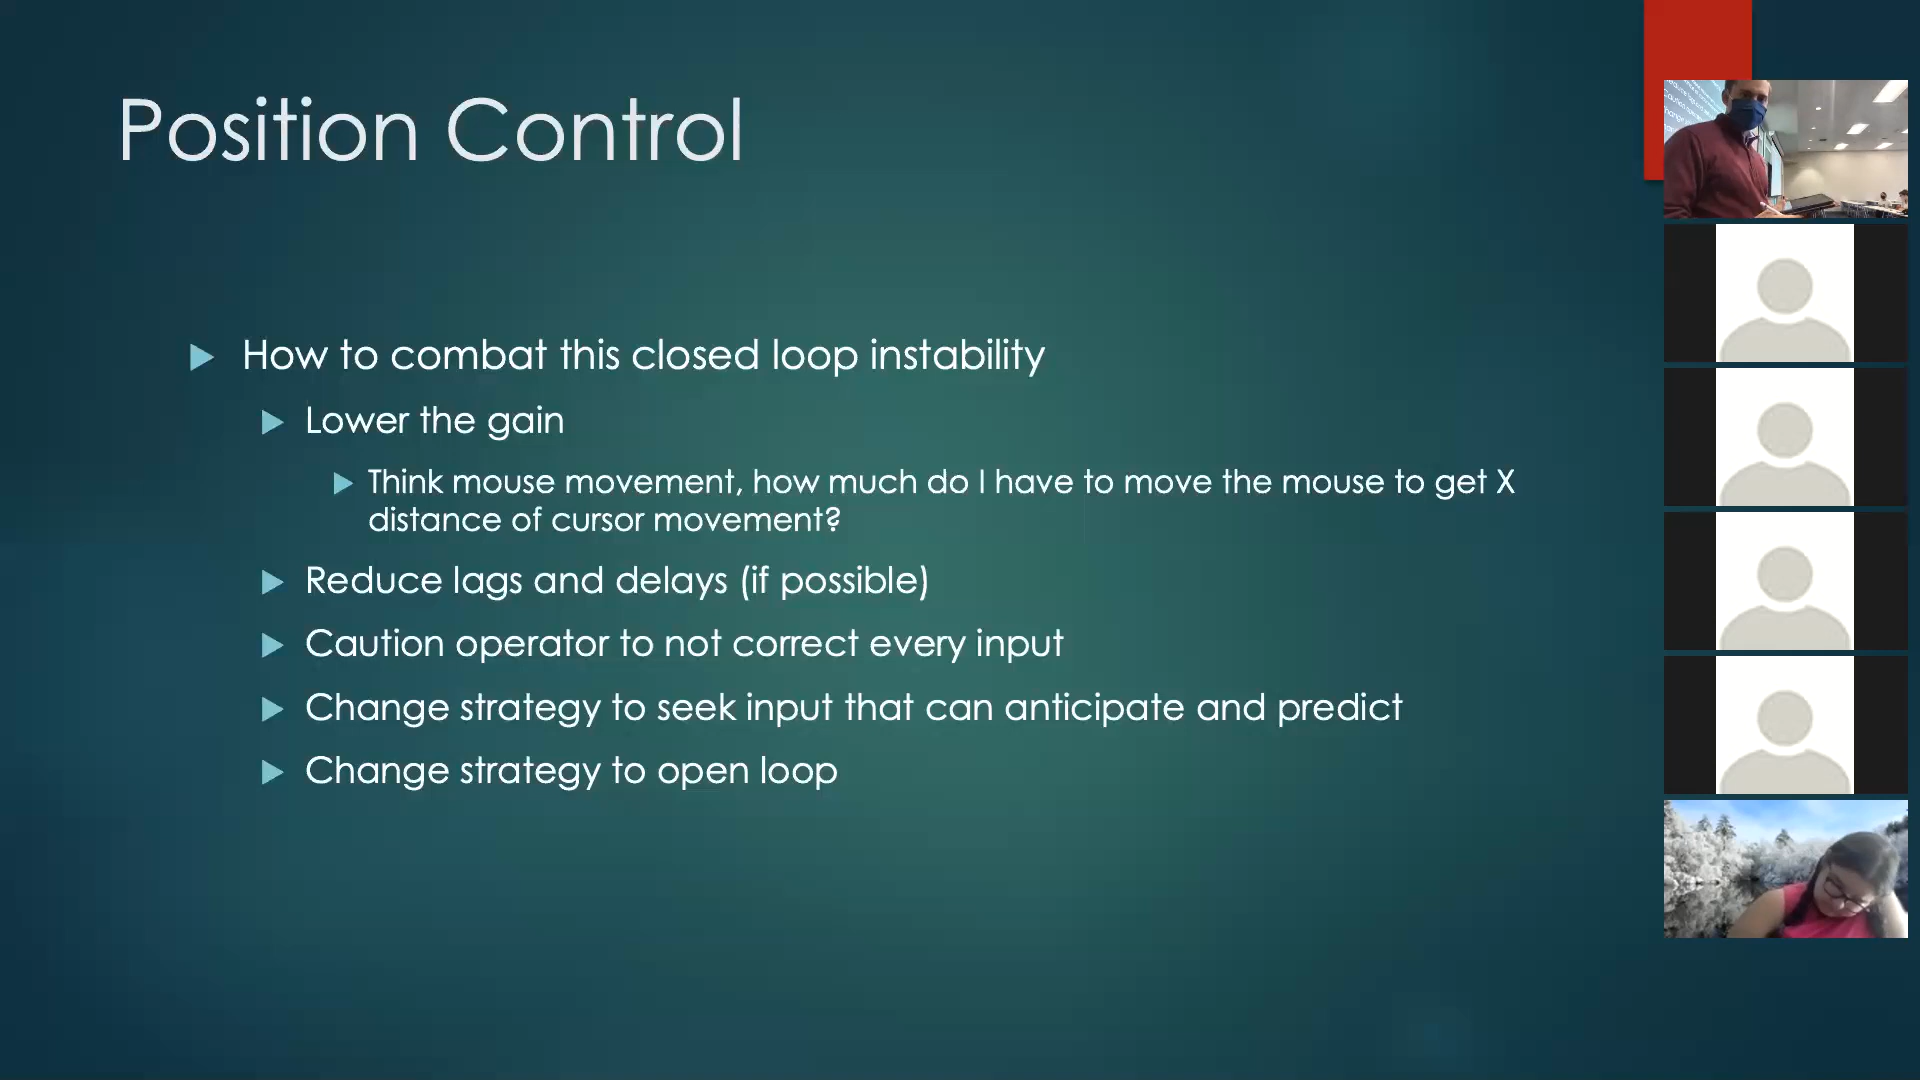 Position Control
How to combat this closed loop instability
Lower the gain
Think mouse movement, how much do I have to move the mouse to get X
distance of cursor movement?
Reduce lags and delays (if possible)
Caution operator to not correct every input
Change strategy to seek input that can anticipate and predict
Change strategy to open loop